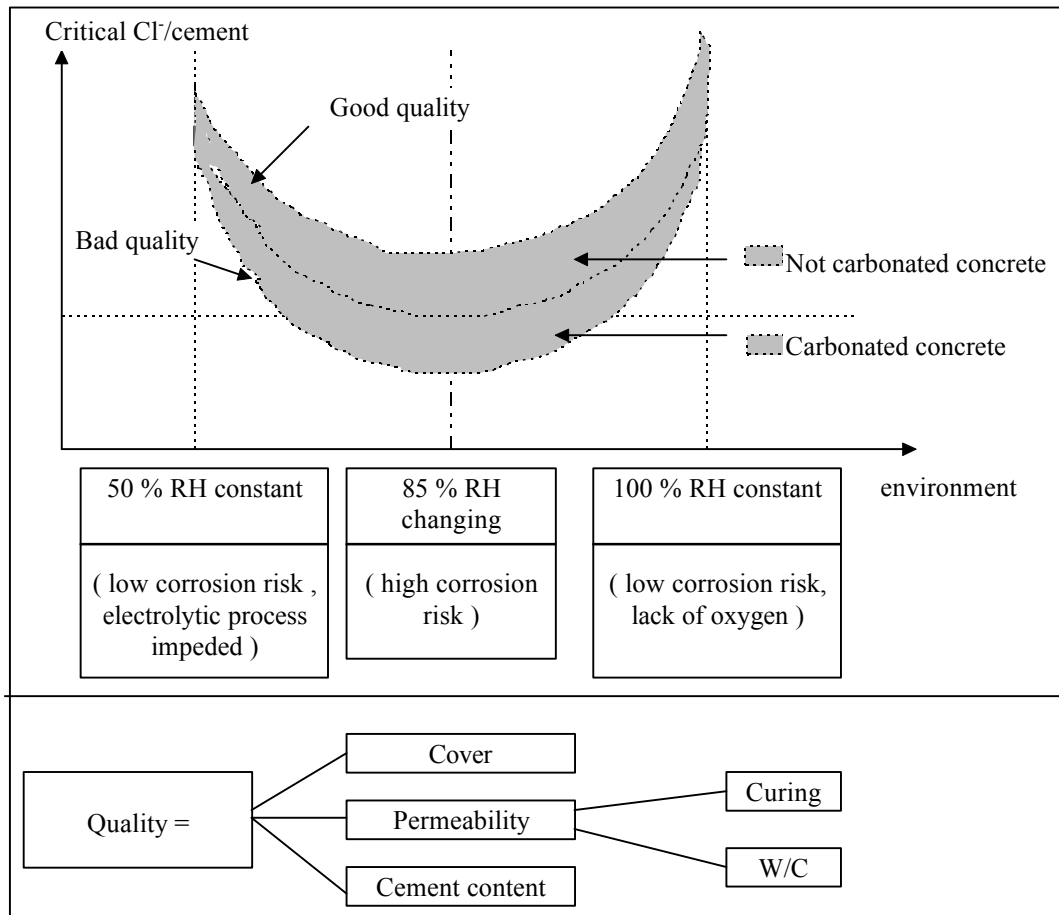 Critical Cl⁻/cement
Good quality
Bad quality
Not carbonated concrete
Carbonated concrete
environment
50 % RH constant
85 % RH
changing
100 % RH constant
( low corrosion risk ,
electrolytic process
impeded )
( high corrosion
risk )
( low corrosion risk,
lack of oxygen )
Quality =
Cover
Permeability
Cement content
Curing
W/C